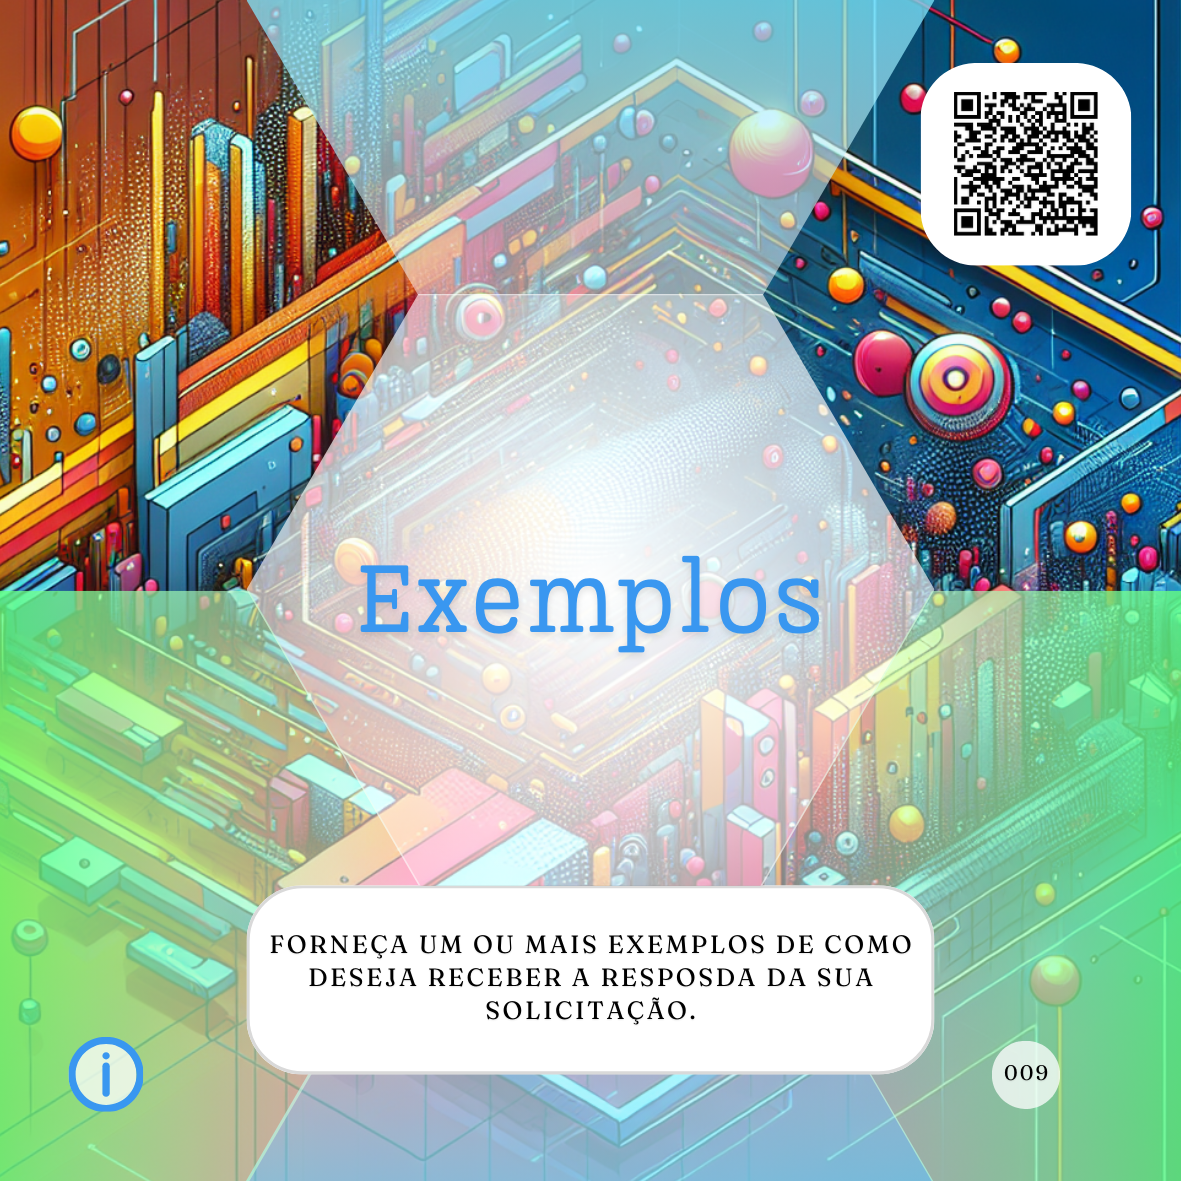 Exemplos
FORNEÇA UM OU MAIS EXEMPLOS DE COMO
DESEJA RECEBER A RESPOSDA DA SUA
SOLICITAÇÃO.
i
009